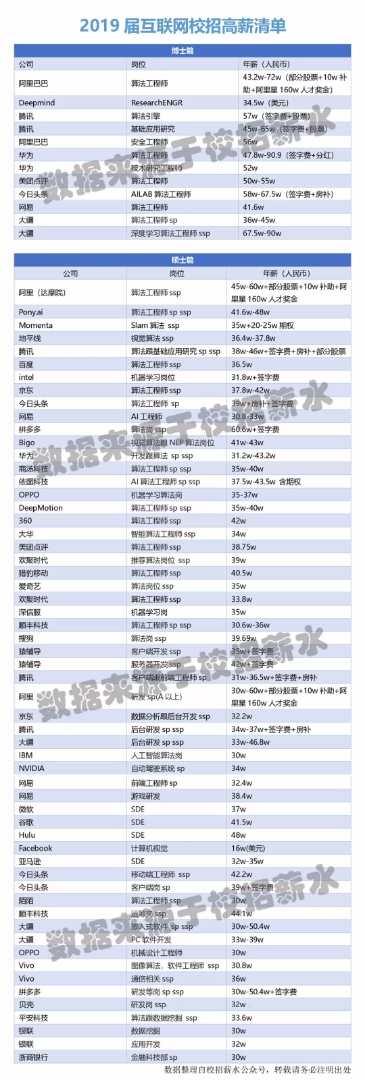 2019 届互联网校招高薪清单
博士篇
公司 岗位 年薪（人民币）
阿里巴巴 算法工程师 43.2w-72w（部分股票+10w 补助+阿里星 160w 人才奖金）
Deepmind ResearchENGR 34.5w（美元）
腾讯 算法引擎 57w（签字费+股票）
腾讯 基础应用研究 45w-65w（签字费+股票）
阿里巴巴 安全工程师 56w
华为 算法工程师 47.8w-90.9（签字费+分红）
华为 技术研究工程师 52w
美团点评 算法工程师 50w-55w
今日头条 AILAB 算法工程师 58w-67.5w（签字费+房补）
网易 算法工程师 41.6w
大疆 算法工程师 sp 36w-45w
大疆 深度学习算法工程师 ssp 67.5w-90w
硕士篇
公司 岗位 年薪（人民币）
阿里（达摩院） 算法工程师 ssp 45w-60w+部分股票+10w 补助+阿里星 160w 人才奖金
Pony.ai 算法工程师 sp ssp 41.6w-48w
Momenta Slam 算法 ssp 35w+20-25w 期权
地平线 视觉算法 ssp 36.4w-37.8w
腾讯 算法跟基础应用研究 sp ssp 38w-46w+签字费+房补+部分股票
百度 算法工程师 ssp 36.5w
intel 机器学习岗位 31.8w+签字费
京东 算法工程师 ssp 37.8w-42w
今日头条 算法工程师 sp 39w+房补+签字费
网易 AI 工程师 30.8-33w
拼多多 算法岗 ssp 60.6w+签字费
Bigo 视觉算法跟 NLP 算法岗位 41w-43w
华为 开发跟算法 sp ssp 31.2w-43.2w
商汤科技 算法工程师 ssp 35w-40w
依图科技 AI 算法工程师 sp ssp 37.5w-43.5w 含期权
OPPO 机器学习算法岗 35-37w
DeepMotion 算法工程师 sp ssp 35w-40w
360 算法工程师 ssp 42w
大华 智能算法工程师 ssp 34w
美团点评 算法工程师 ssp 38.75w
欢聚时代 推荐算法岗位 ssp 39w
猎豹移动 算法工程师 ssp 40.5w
爱奇艺 算法岗位 ssp 35w
欢聚时代 算法工程师 ssp 33.8w
深信服 机器学习岗 35w
顺丰科技 算法工程师 ssp 30.6w-36w
搜狗 算法岗 ssp 39.69w
猿辅导 客户端开发 ssp 35w+签字费
猿辅导 服务器开发 ssp 42w+签字费
腾讯 客户端跟前端工程师 sp 31w-36.5w+签字费+房补
阿里 研发 sp(A 以上) 30w-60w+部分股票+10w 补助+阿里星 160w 人才奖金
京东 数据分析跟后台开发 ssp 32.2w
腾讯 后台研发 sp ssp 34w-37w+签字费+房补
大疆 后台研发 sp ssp 33w-46.8w
IBM 人工智能算法岗 30w
NVIDIA 自动驾驶系统 sp 34w
网易 前端工程师 sp 32.4w
网易 游戏研发 38.4w
微软 SDE 37w
谷歌 SDE 41.5w
Hulu SDE 48w
Facebook 计算机视觉 16w(美元)
亚马逊 SDE 32w-35w
今日头条 移动端工程师 ssp 42.2w
今日头条 客户端岗 sp 39w+签字费
陌陌 算法工程师 ssp 30w
顺丰科技 运筹岗 ssp 44.1w
大疆 嵌入式软件 sp ssp 30w-50.4w
大疆 PC 软件开发 33w-39w
OPPO 机械设计工程师 30w
Vivo 图像算法，软件工程师 ssp 30.8w
Vivo 通信相关 ssp 36w
拼多多 研发等岗 sp ssp 30w-50.4w+签字费
贝壳 研发岗 ssp 32w
平安科技 算法跟数据挖掘 ssp 33.6w
银联 数据挖掘 30w
银联 应用开发 32w
浙商银行 金融科技部 sp 30w
数据整理自校招薪水公众号，转载请务必注明出处
数据来源于校招薪水
数据来源于校招薪水
数据来源于校招薪水
数据来源于校招薪水